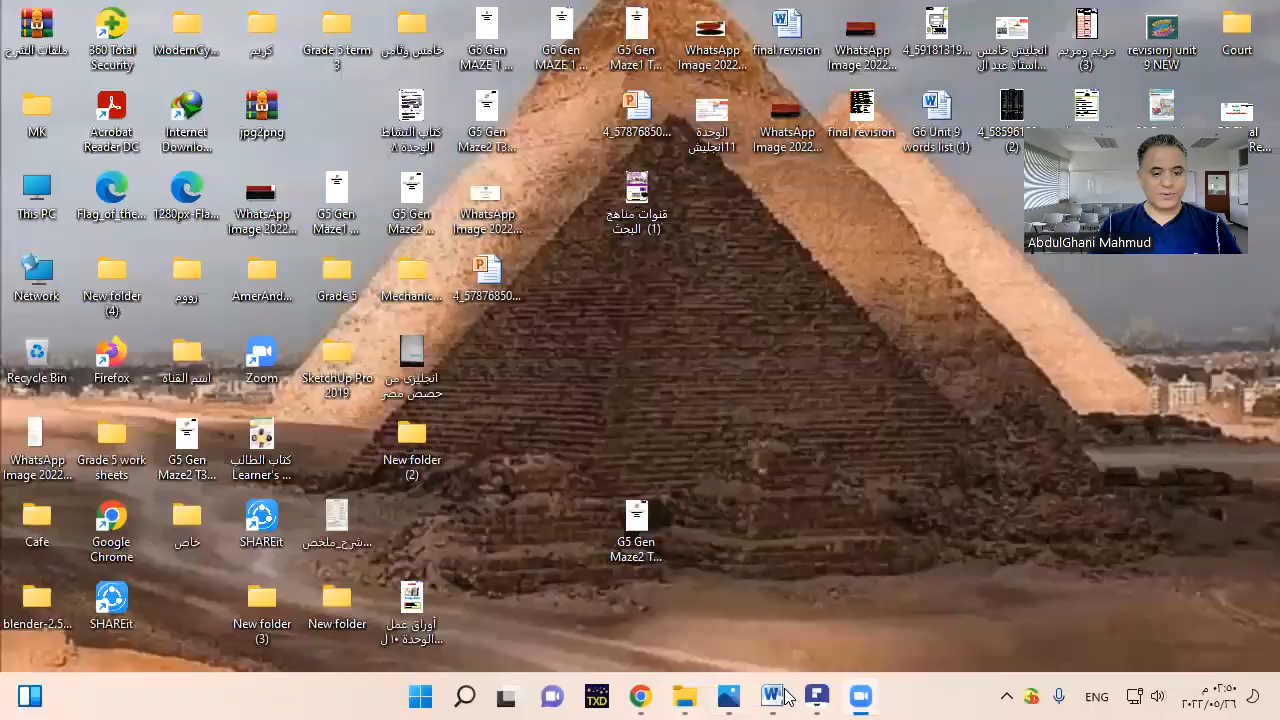 ملفات الشرح
360 Total
Security
ModernCy...
كريم
Grade 5 term
3
خامس وثامن
G6 Gen
MAZE 1 ...
G6 Gen
MAZE 1 ...
G5 Gen
Maze1 T...
WhatsApp
Image 2022...
final revision
WhatsApp
Image 2022...
4_59181319...
انجليش خامس
استاذ عبد ال...
مريم ومريم
(3)
revisionj unit
9 NEW
Court
MK
Acrobat
Reader DC
Internet
Downlo...
jpg2png
كتاب النشاط
الوحدة ٨
G5 Gen
Maze2 T3...
4_57876850...
الوحدة
11انجليش
WhatsApp
Image 2022...
final revision
G6 Unit 9
words list (1)
(2)
Re...
This PC
Flag_of_the...
1280px-Fla...
WhatsApp
Image 2022...
G5 Gen
Maze1 ...
G5 Gen
Maze2 ...
WhatsApp
Image 2022...
قنوات مناهج
البحث (1)
AbdulGhani Mahmud
Network
New folder
(4)
رووم
AmerAnd...
Grade 5
Mechanic...
4_57876850...
Recycle Bin
Firefox
اسم القناة
Zoom
SketchUp Pro
2019
انجليزى من
حصص مصر
WhatsApp
Image 2022...
Grade 5 work
sheets
G5 Gen
Maze2 T3...
كتاب الطالب
Learner's ...
New folder
(2)
Cafe
Google
Chrome
خاص
SHAREit
شرح_ملخص...
G5 Gen
Maze2 T...
blender-2.5...
SHAREit
New folder
(3)
New folder
أوراق عمل
الوحدة ١٠ ل...
TXD
ENG